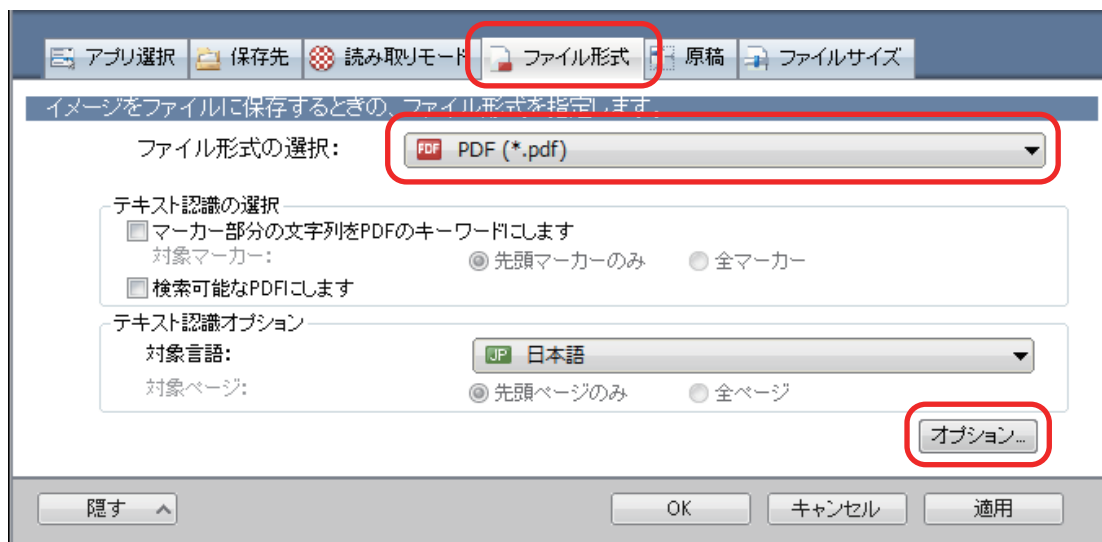 アプリ選択 保存先 読み取りモード ファイル形式 原稿 ファイルサイズ
イメージをファイルに保存するときの、ファイル形式を指定します。
ファイル形式の選択: PDF PDF (*.pdf)
テキスト認識の選択
マーカー部分の文字列をPDFのキーワードにします
対象マーカー: 先頭マーカーのみ 全マーカー
検索可能なPDFにします
テキスト認識オプション
対象言語: JP 日本語
対象ページ: 先頭ページのみ 全ページ
オプション...
隠す OK キャンセル 適用